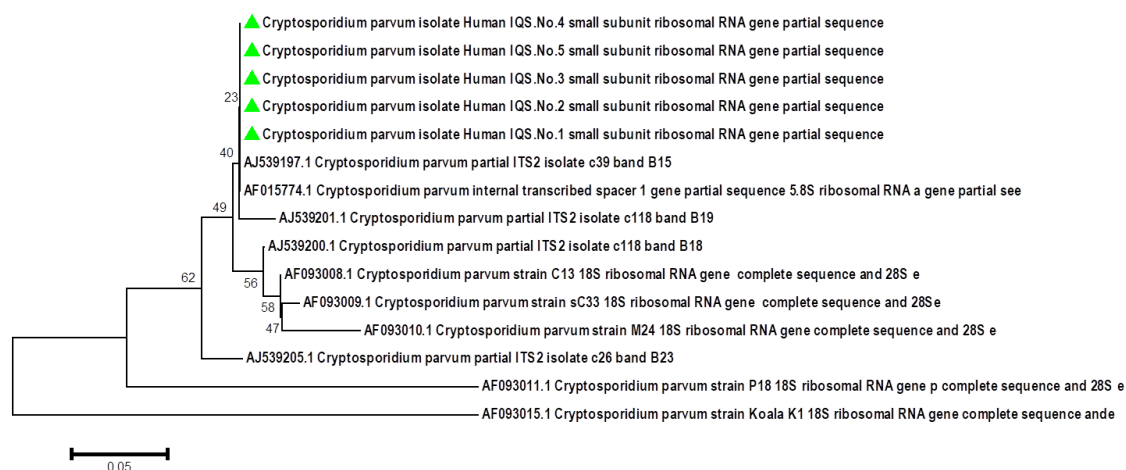 Cryptosporidium parvum isolate Human IQS.No.4 small subunit ribosomal RNA gene partial sequence
Cryptosporidium parvum isolate Human IQS.No.5 small subunit ribosomal RNA gene partial sequence
Cryptosporidium parvum isolate Human IQS.No.3 small subunit ribosomal RNA gene partial sequence
23
Cryptosporidium parvum isolate Human IQS.No.2 small subunit ribosomal RNA gene partial sequence
Cryptosporidium parvum isolate Human IQS.No.1 small subunit ribosomal RNA gene partial sequence
40
AJ539197.1 Cryptosporidium parvum partial ITS2 isolate c39 band B15
AF015774.1 Cryptosporidium parvum internal transcribed spacer 1 gene partial sequence 5.8S ribosomal RNA a gene partial see
49
AJ539201.1 Cryptosporidium parvum partial ITS2 isolate c118 band B19
AJ539200.1 Cryptosporidium parvum partial ITS2 isolate c118 band B18
62
56
AF093008.1 Cryptosporidium parvum strain C13 18S ribosomal RNA gene complete sequence and 28S e
58
AF093009.1 Cryptosporidium parvum strain sC33 18S ribosomal RNA gene complete sequence and 28Se
47
AF093010.1 Cryptosporidium parvum strain M24 18S ribosomal RNA gene complete sequence and 28S e
AJ539205.1 Cryptosporidium parvum partial ITS2 isolate c26 band B23
AF093011.1 Cryptosporidium parvum strain P18 18S ribosomal RNA gene p complete sequence and 28S e
AF093015.1 Cryptosporidium parvum strain Koala K1 18S ribosomal RNA gene complete sequence ande
0.05